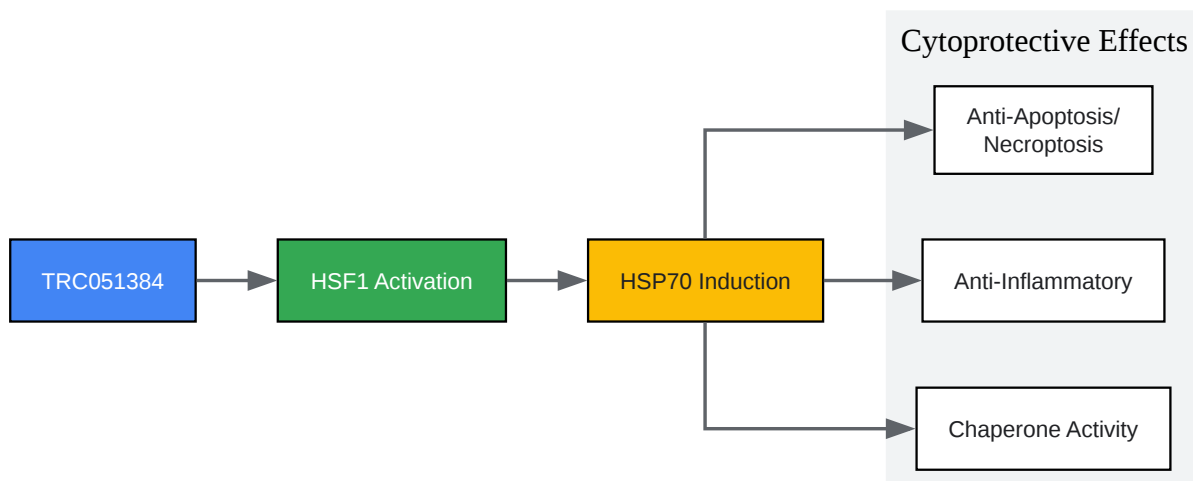 Cytoprotective Effects
Anti-Apoptosis/
Necroptosis
TRC051384
HSF1 Activation
HSP70 Induction
Anti-Inflammatory
Chaperone Activity